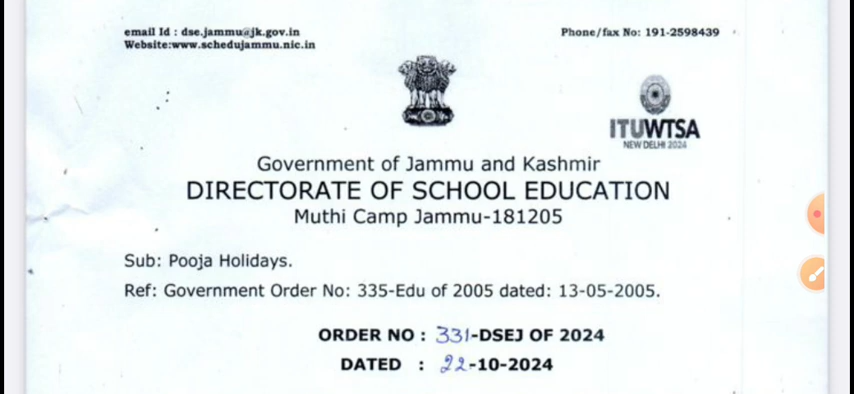 email Id : dse.jammu@jk.gov.in
Phone/fax No: 191-2598439
Website:www.schedujammu.nic.in
ITUWTSA
NEW DELHI 2024
Government of Jammu and Kashmir
DIRECTORATE OF SCHOOL EDUCATION
Muthi Camp Jammu-181205
Sub: Pooja Holidays.
Ref: Government Order No: 335-Edu of 2005 dated: 13-05-2005.
ORDER NO : 331-DSEJ OF 2024
DATED : 22-10-2024